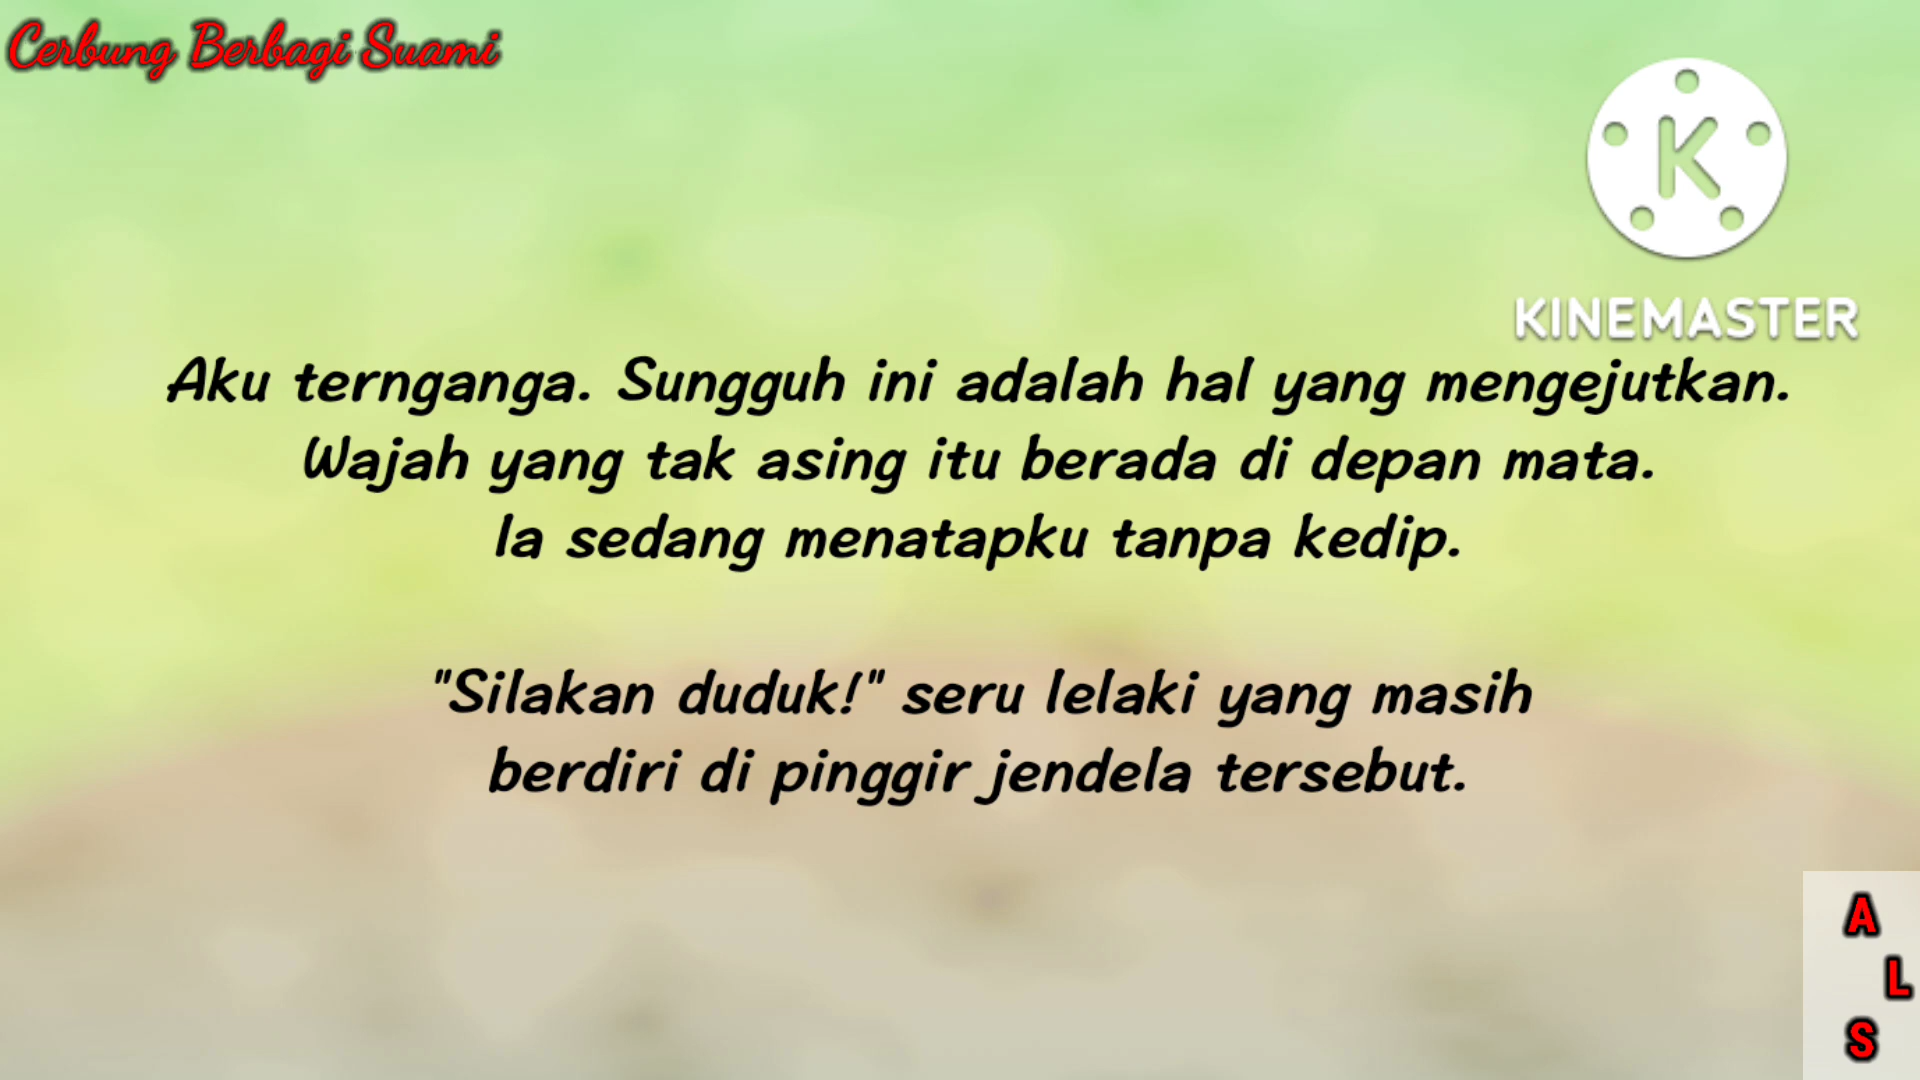 Cerbung Berbagi Suami
KINEMASTER
Aku ternganga. Sungguh ini adalah hal yang mengejutkan.
Wajah yang tak asing itu berada di depan mata.
Ia sedang menatapku tanpa kedip.
"Silakan duduk!" seru lelaki yang masih
berdiri di pinggir jendela tersebut.
A
L
S